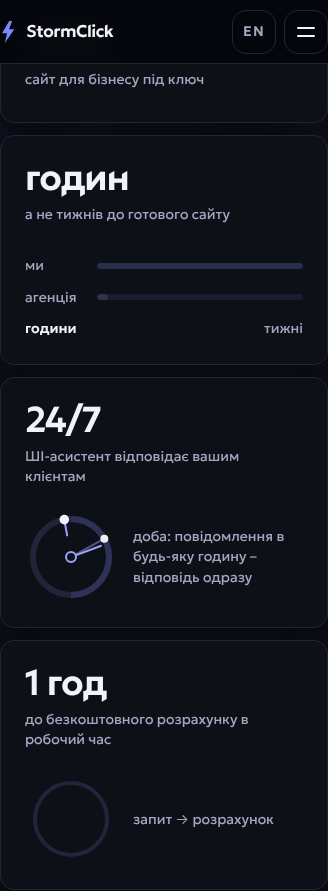 StormClick
EN
сайт для бізнесу під ключ
годин
а не тижнів до готового сайту
ми
агенція
години
тижні
24/7
ШІ-асистент відповідає вашим
клієнтам
доба: повідомлення в
будь-яку годину –
відповідь одразу
1 год
до безкоштовного розрахунку в
робочий час
запит → розрахунок